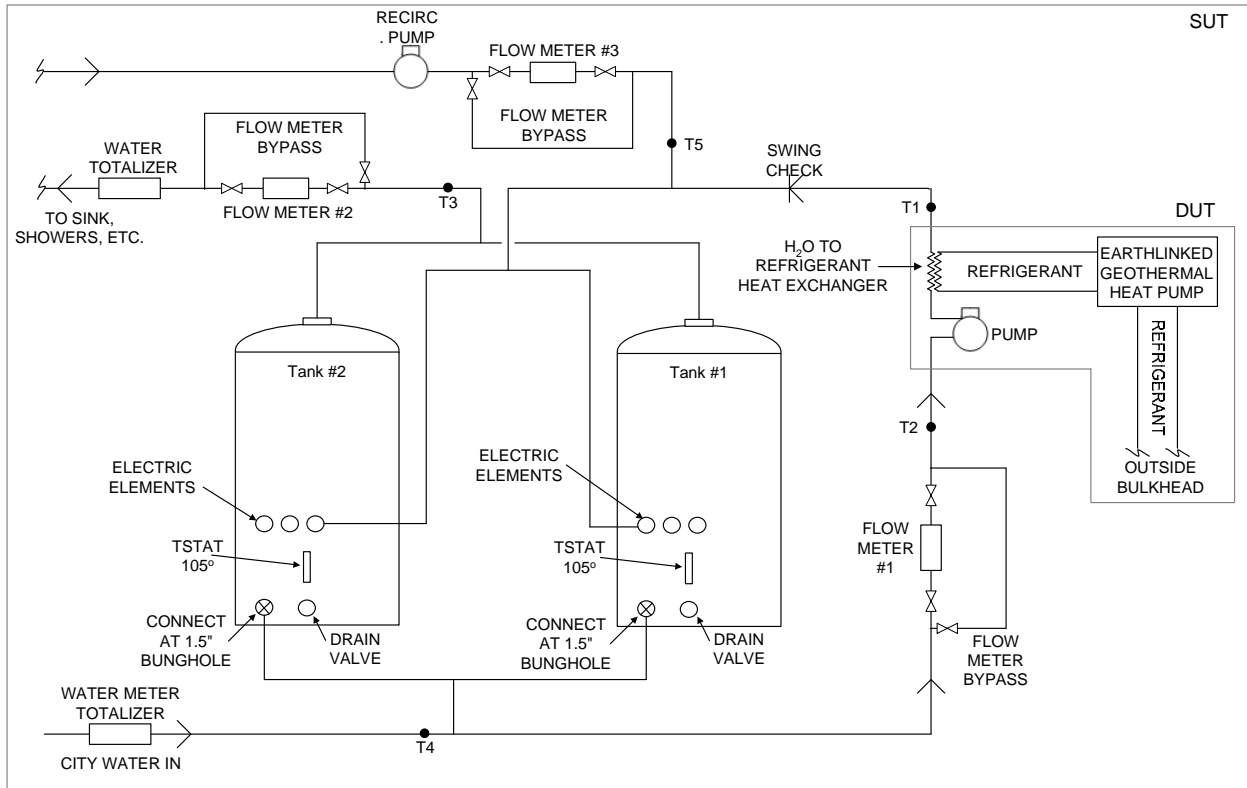 SUT
RECIRC
. PUMP
FLOW METER #3
FLOW METER
BYPASS
T5
FLOW METER
BYPASS
WATER
TOTALIZER
FLOW METER #2
T3
TO SINK,
SHOWERS, ETC.
SWING
CHECK
T1
DUT
H₂O TO
REFRIGERANT
HEAT EXCHANGER
REFRIGERANT
EARTHLINKED
GEOTHERMAL
HEAT PUMP
PUMP
REFRIGERANT
OUTSIDE
BULKHEAD
T2
Tank #2
Tank #1
ELECTRIC
ELEMENTS
ELECTRIC
ELEMENTS
TSTAT
105º
TSTAT
105º
CONNECT
AT 1.5"
BUNGHOLE
DRAIN
VALVE
CONNECT
AT 1.5"
BUNGHOLE
DRAIN
VALVE
FLOW
METER
#1
FLOW
METER
BYPASS
WATER METER
TOTALIZER
CITY WATER IN
T4